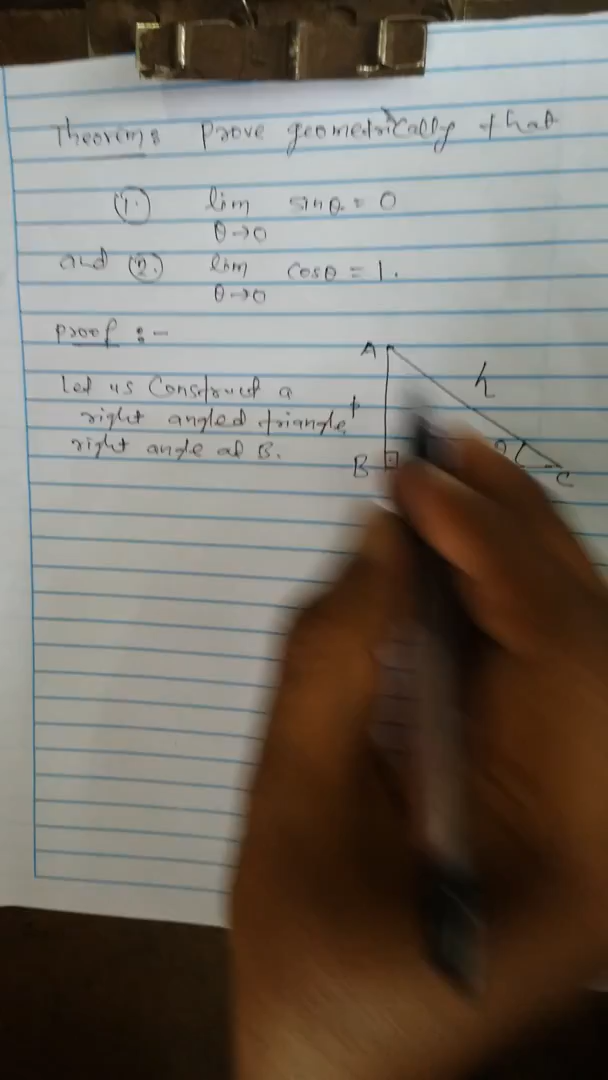 Theorem: Prove geometrically that
(1.) lim sinθ = 0
θ→0
and (2.) lim cosθ = 1.
θ→0
Proof :-
Let us Construct a
right angled triangle,
right angle at B.
A
h
p
B
θ
C